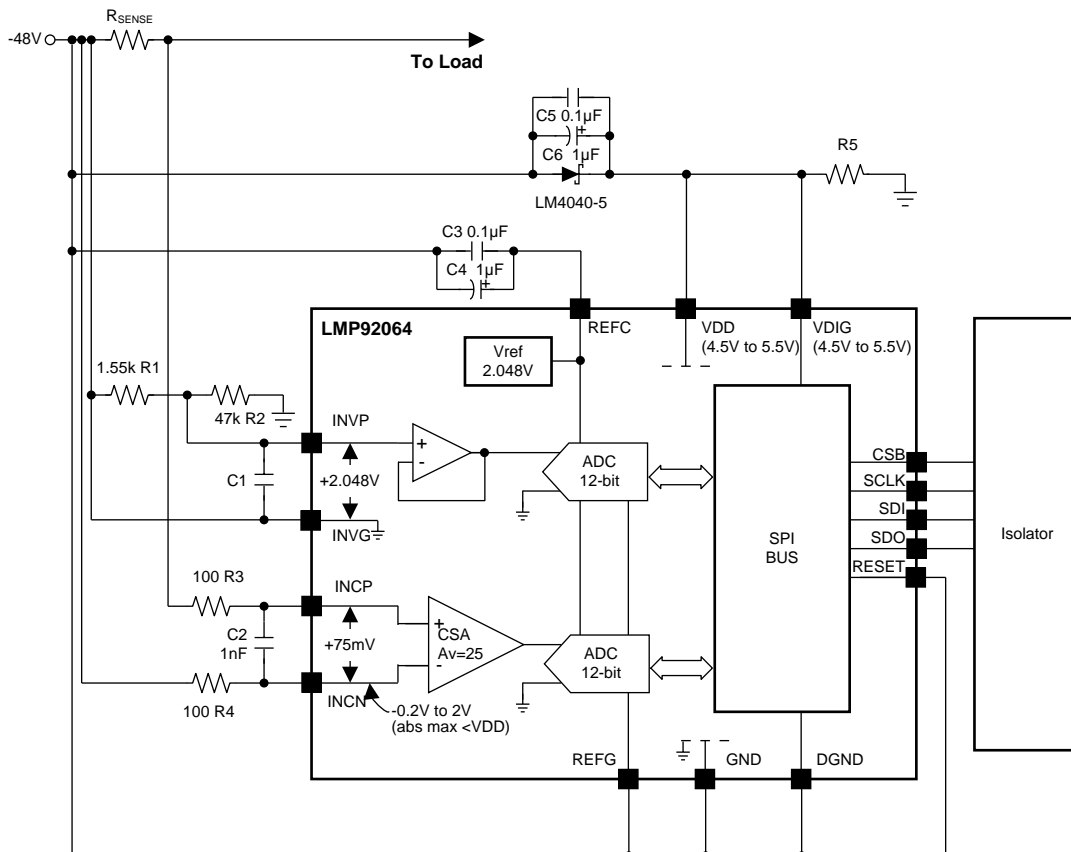 RSENSE
-48V
To Load
C5 0.1µF
+
C6 1µF
LM4040-5
R5
C3 0.1µF
C4 1µF
+
LMP92064
REFC
VDD
(4.5V to 5.5V)
VDIG
(4.5V to 5.5V)
Vref
2.048V
1.55k R1
47k R2
INVP
+
-
ADC
12-bit
C1
+2.048V
INVG
CSB
SCLK
SDI
SDO
RESET
SPI
BUS
Isolator
100 R3
INCP
C2
1nF
+75mV
+
CSA
Av=25
-
ADC
12-bit
INCN
100 R4
-0.2V to 2V
(abs max <VDD)
REFG
GND
DGND